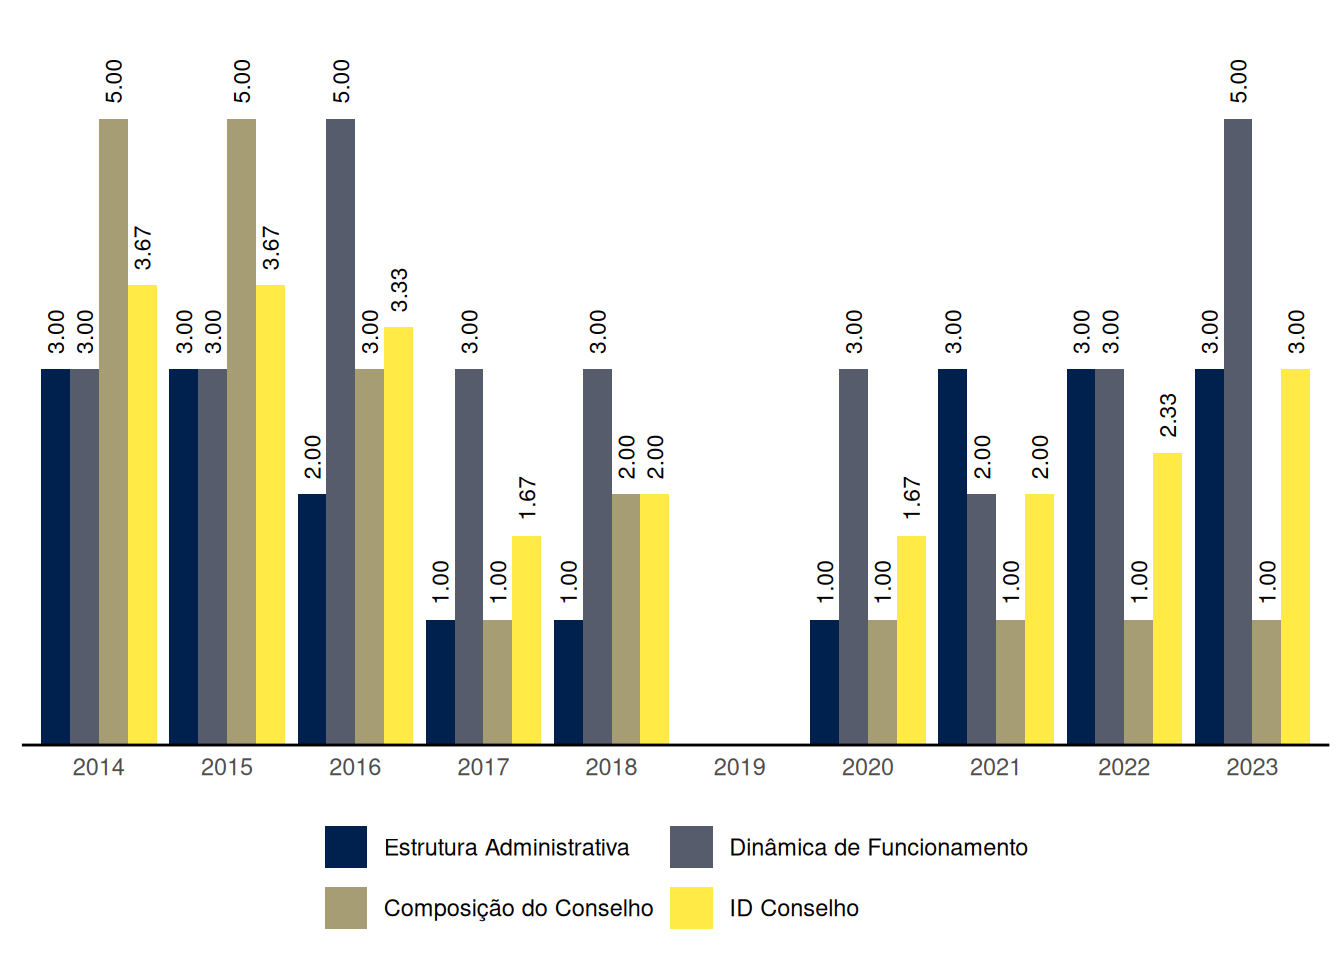 3.00 3.00 5.00 3.67 3.00 3.00 5.00 3.67 2.00 5.00 3.00 3.33 1.00 3.00 1.00 1.67 1.00 3.00 2.00 2.00 1.00 3.00 1.00 1.67 3.00 2.00 1.00 2.00 3.00 3.00 1.00 2.33 3.00 5.00 1.00 3.00
2014 2015 2016 2017 2018 2019 2020 2021 2022 2023
Estrutura Administrativa Dinâmica de Funcionamento
Composição do Conselho ID Conselho